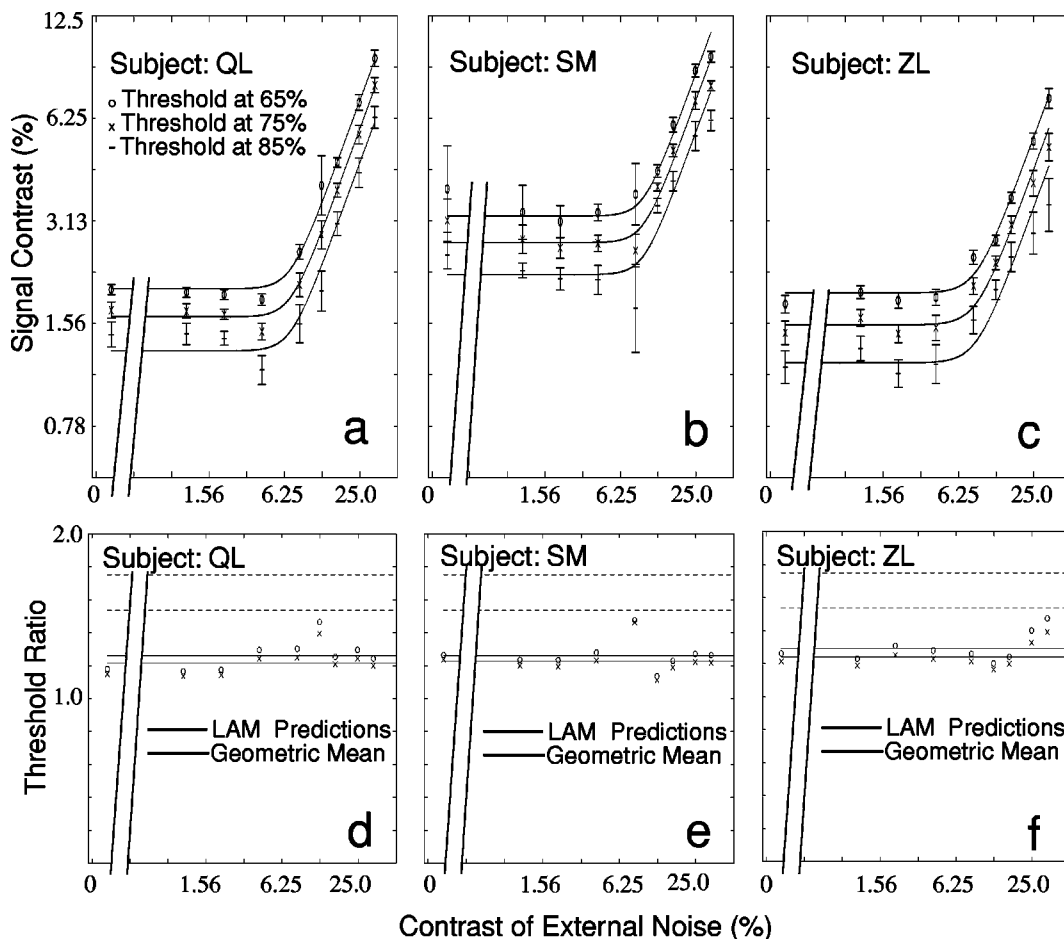 12.5
6.25
3.13
1.56
0.78
Signal Contrast (%)
Subject: QL
o Threshold at 65%
x Threshold at 75%
- Threshold at 85%
a
0 1.56 6.25 25.0
Subject: SM
b
0 1.56 6.25 25.0
Subject: ZL
c
0 1.56 6.25 25.0
2.0
1.0
0
Threshold Ratio
Subject: QL
LAM Predictions
Geometric Mean
d
0 1.56 6.25 25.0
Subject: SM
LAM Predictions
Geometric Mean
e
0 1.56 6.25 25.0
Subject: ZL
LAM Predictions
Geometric Mean
f
0 1.56 6.25 25.0
Contrast of External Noise (%)